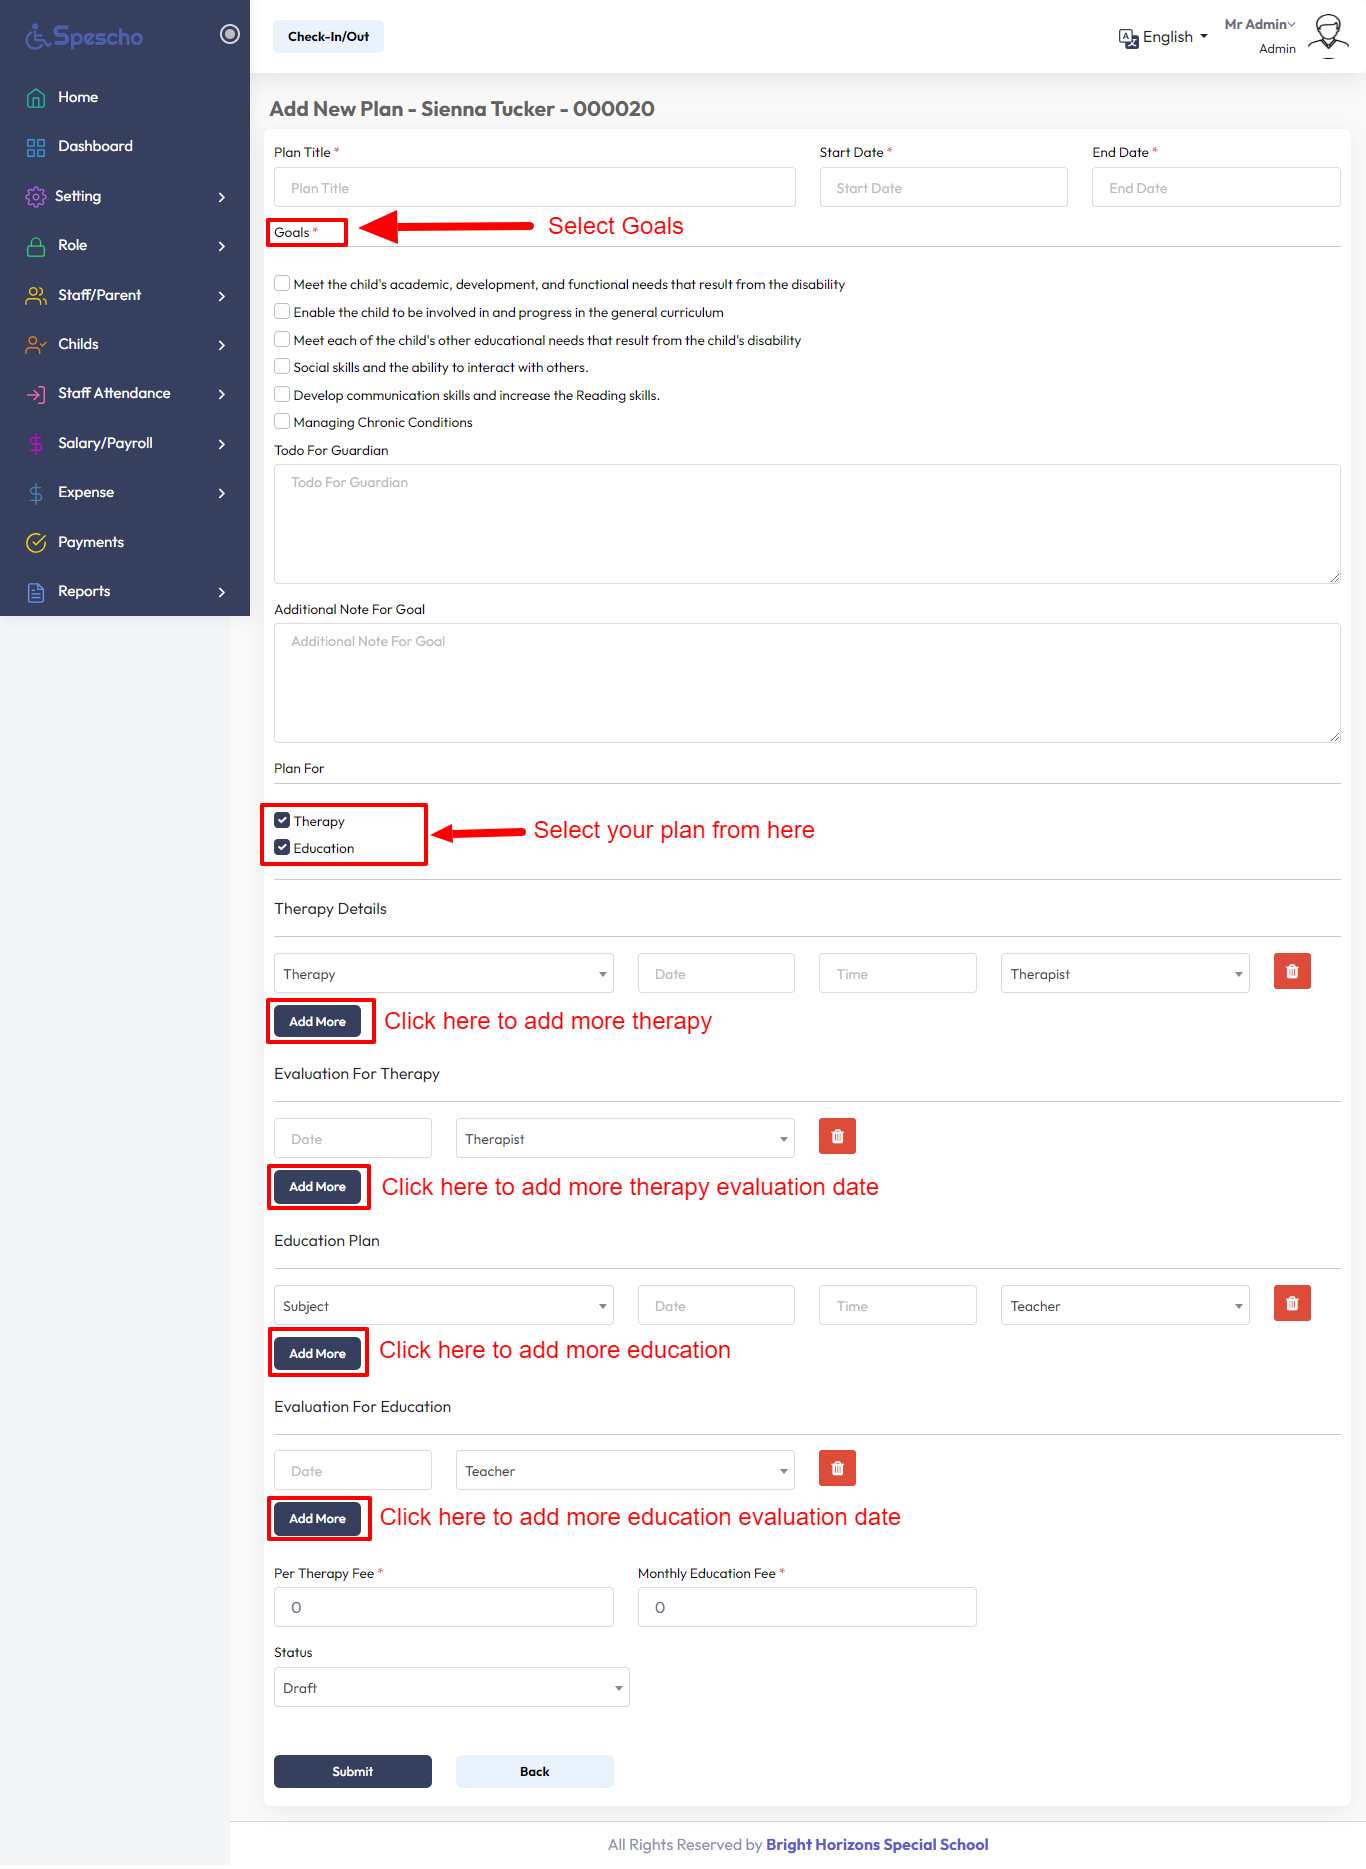 Spescho
Check-In/Out
English
Mr Admin
Admin
Home
Dashboard
Setting
Role
Staff/Parent
Childs
Staff Attendance
Salary/Payroll
Expense
Payments
Reports
Add New Plan - Sienna Tucker - 000020
Plan Title *
Start Date *
End Date *
Plan Title
Start Date
End Date
Goals *
Select Goals
Meet the child's academic, development, and functional needs that result from the disability
Enable the child to be involved in and progress in the general curriculum
Meet each of the child's other educational needs that result from the child's disability
Social skills and the ability to interact with others.
Develop communication skills and increase the Reading skills.
Managing Chronic Conditions
Todo For Guardian
Todo For Guardian
Additional Note For Goal
Additional Note For Goal
Plan For
Therapy
Education
Select your plan from here
Therapy Details
Therapy
Date
Time
Therapist
Add More
Click here to add more therapy
Evaluation For Therapy
Date
Therapist
Add More
Click here to add more therapy evaluation date
Education Plan
Subject
Date
Time
Teacher
Add More
Click here to add more education
Evaluation For Education
Date
Teacher
Add More
Click here to add more education evaluation date
Per Therapy Fee *
Monthly Education Fee *
0
0
Status
Draft
Submit
Back
All Rights Reserved by Bright Horizons Special School